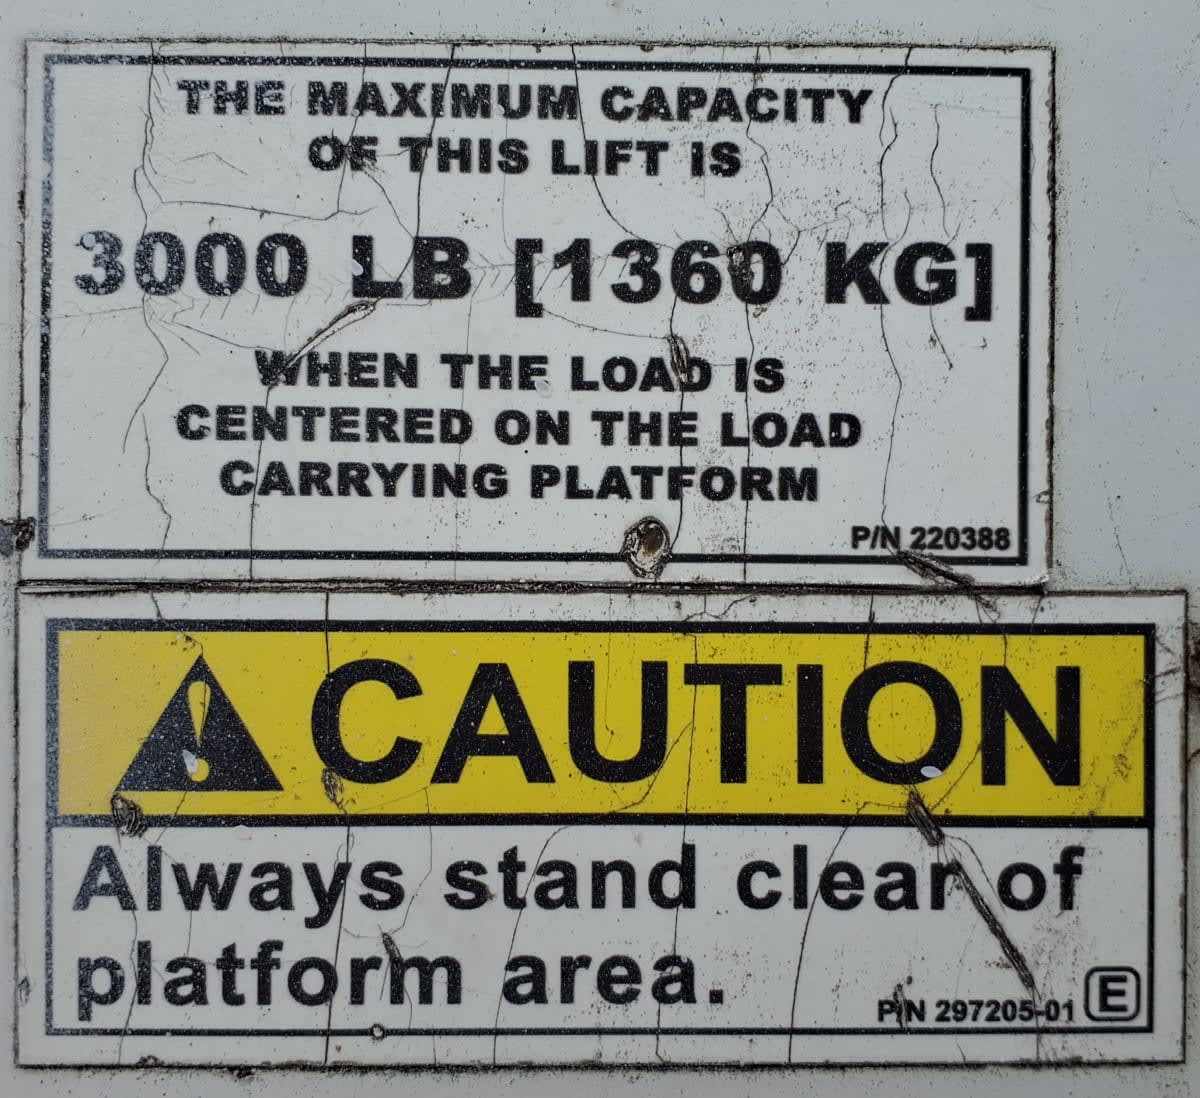 THE MAXIMUM CAPACITY
OF THIS LIFT IS
3000 LB [1360 KG]
WHEN THE LOAD IS
CENTERED ON THE LOAD
CARRYING PLATFORM
P/N 220388
CAUTION
Always stand clear of
platform area.
P/N 297205-01 E